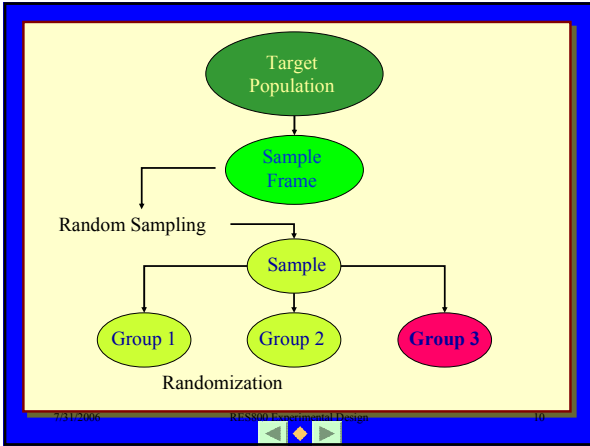 Target
Population
Sample
Frame
Random Sampling
Sample
Group 1
Group 2
Group 3
Randomization
7/31/2006
RES800 Experimental Design
10